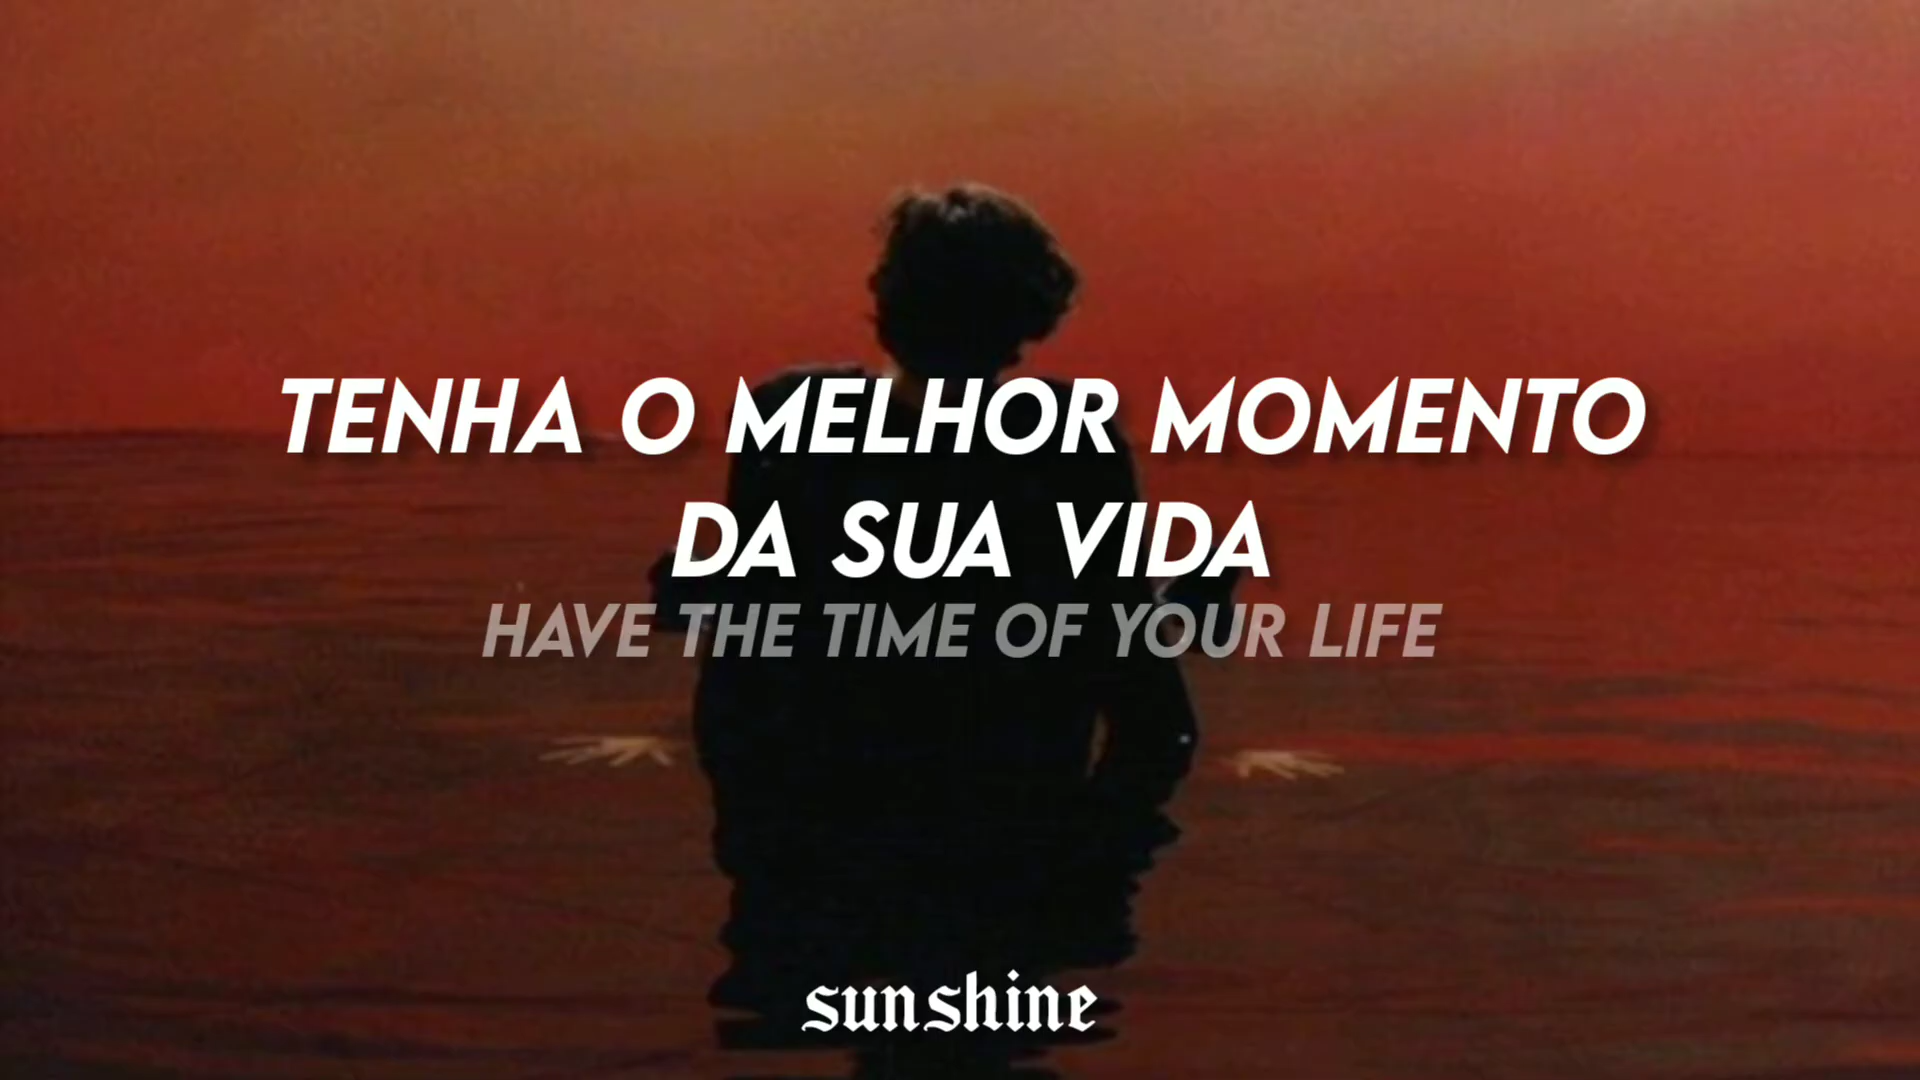 TENHA O MELHOR MOMENTO
DA SUA VIDA
HAVE THE TIME OF YOUR LIFE
sunshine